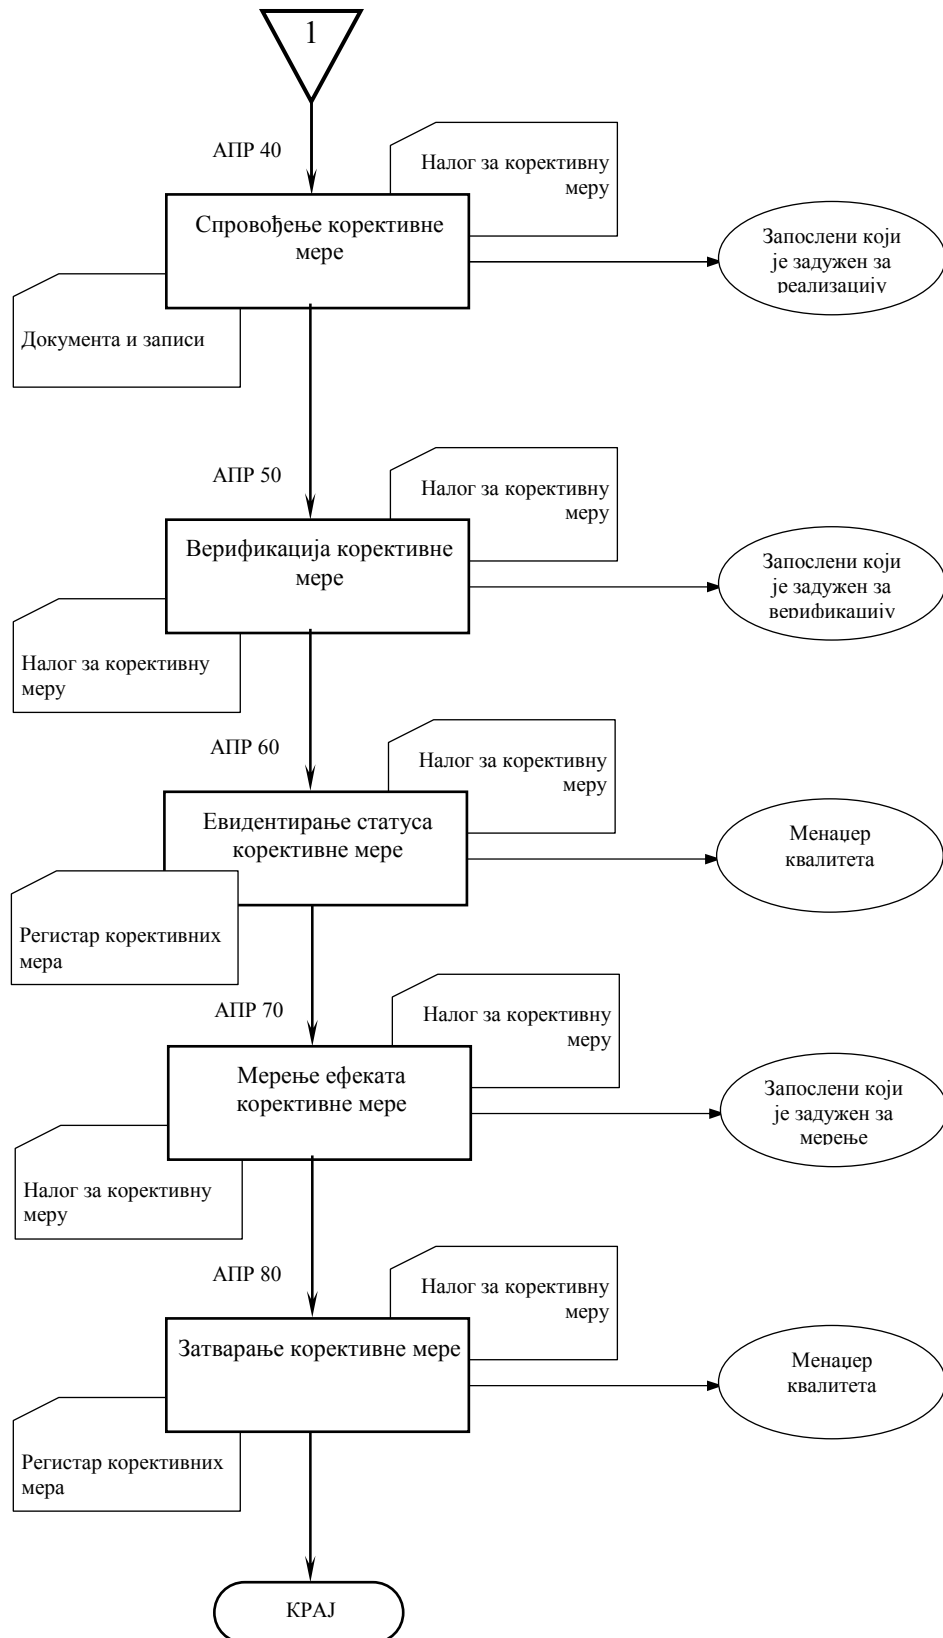 1
АПР 40
Налог за корективну
меру
Спровођење корективне
мере
Запослени који
је задужен за
реализацију
Документа и записи
АПР 50
Налог за корективну
меру
Верификација корективне
мере
Запослени који
је задужен за
верификацију
Налог за корективну
меру
АПР 60
Налог за корективну
меру
Евидентирање статуса
корективне мере
Менаџер
квалитета
Регистар корективних
мера
АПР 70
Налог за корективну
меру
Мерење ефеката
корективне мере
Запослени који
је задужен за
мерење
Налог за корективну
меру
АПР 80
Налог за корективну
меру
Затварање корективне мере
Менаџер
квалитета
Регистар корективних
мера
КРАЈ